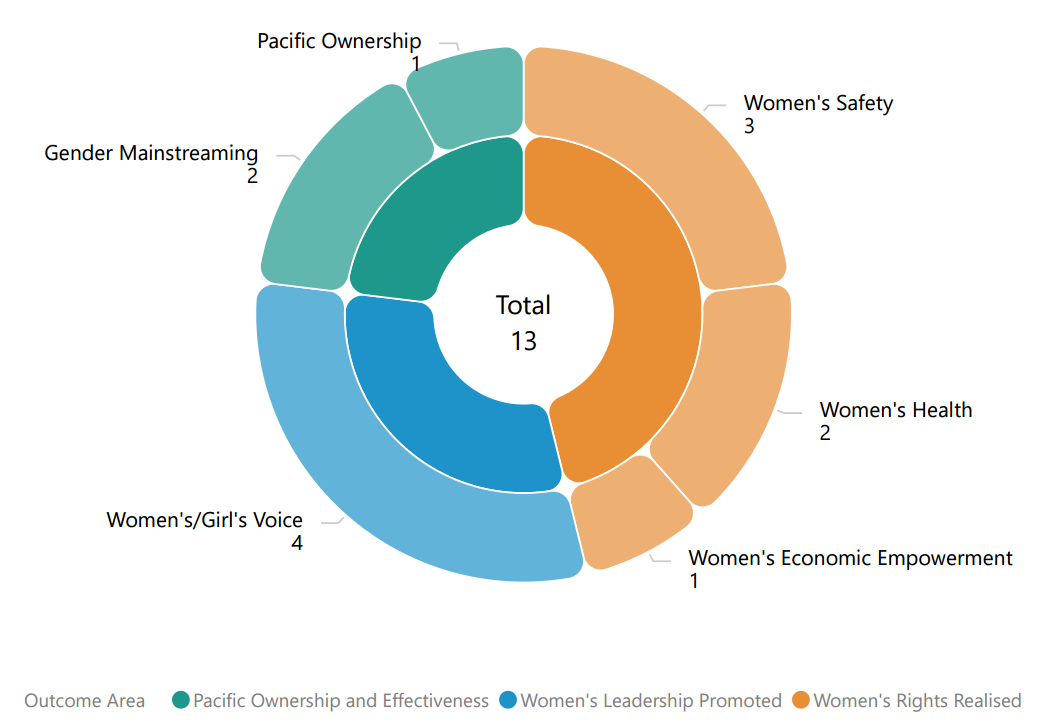 Pacific Ownership
1
Women's Safety
3
Gender Mainstreaming
2
Total
13
Women's Health
2
Women's/Girl's Voice
4
Women's Economic Empowerment
1
Outcome Area Pacific Ownership and Effectiveness Women's Leadership Promoted Women's Rights Realised